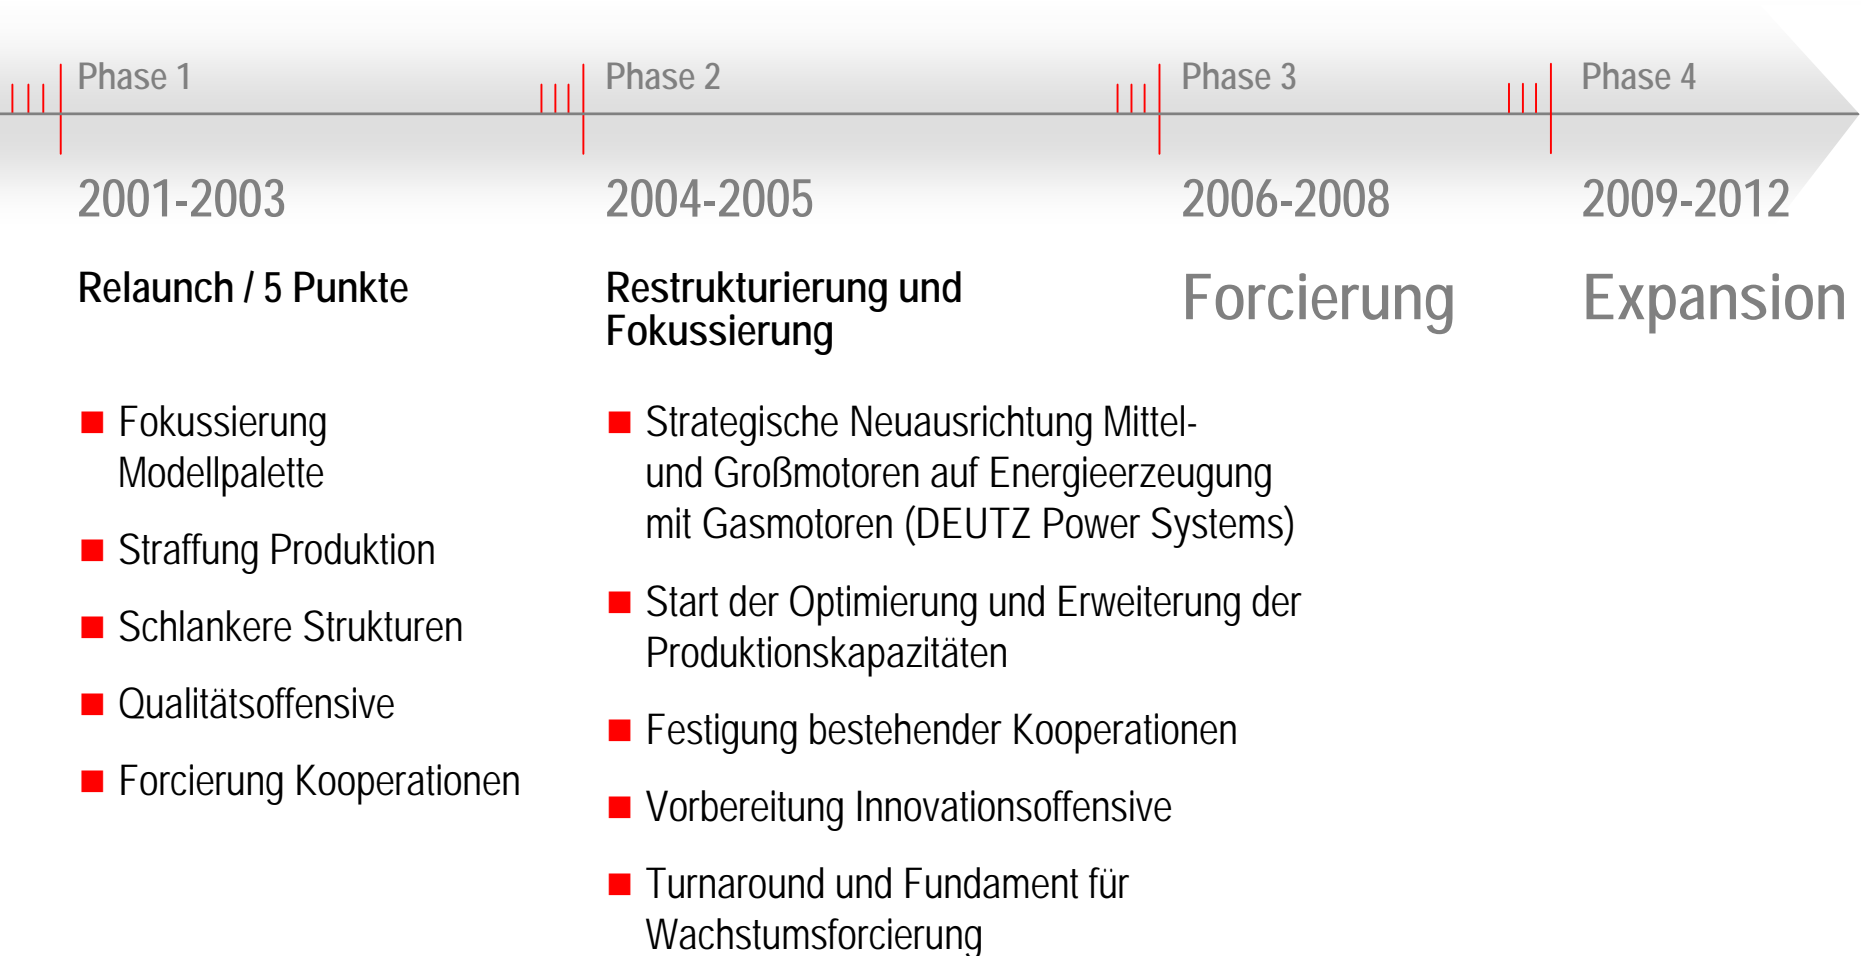 Phase 1
Phase 2
Phase 3
Phase 4
2001-2003
2004-2005
2006-2008
2009-2012
Relaunch / 5 Punkte
Restrukturierung und
Fokussierung
Forcierung
Expansion
Fokussierung
Modellpalette
Straffung Produktion
Schlankere Strukturen
Qualitätsoffensive
Forcierung Kooperationen
Strategische Neuausrichtung Mittel-
und Großmotoren auf Energieerzeugung
mit Gasmotoren (DEUTZ Power Systems)
Start der Optimierung und Erweiterung der
Produktionskapazitäten
Festigung bestehender Kooperationen
Vorbereitung Innovationsoffensive
Turnaround und Fundament für
Wachstumsforcierung